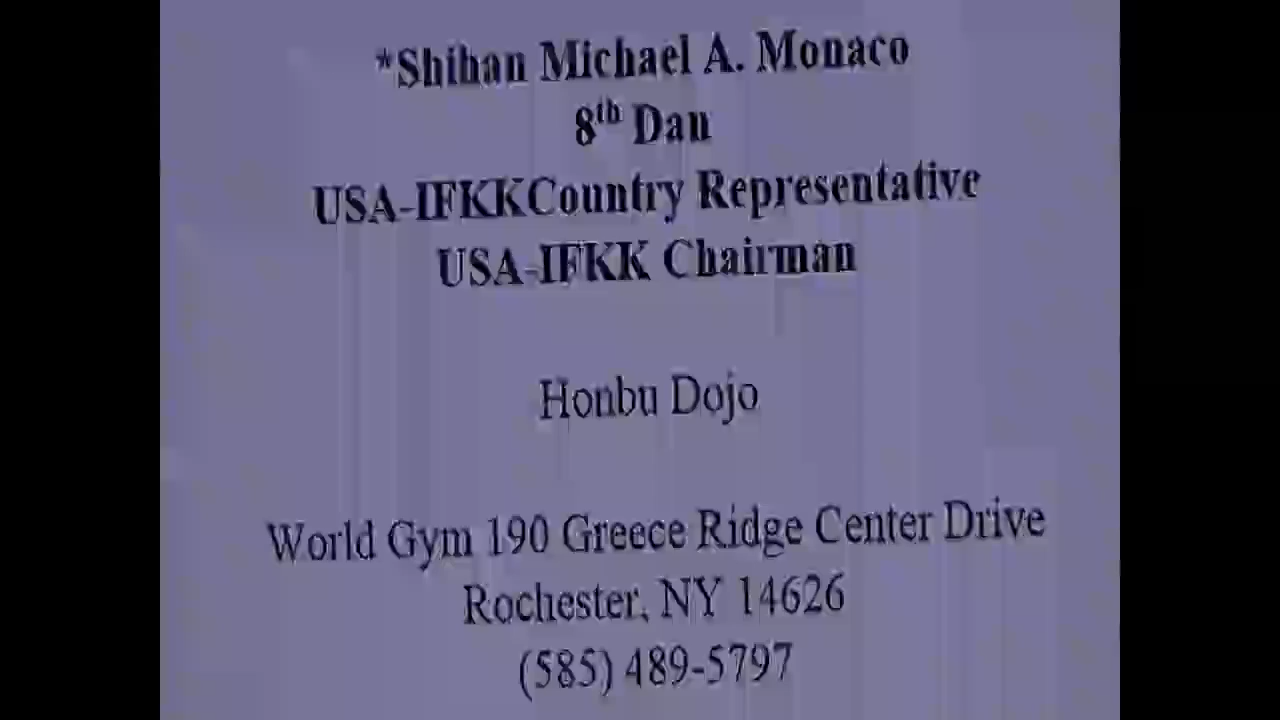 *Shihan Michael A. Monaco
8th Dan
USA-IFKKCountry Representative
USA-IFKK Chairman
Honbu Dojo
World Gym 190 Greece Ridge Center Drive
Rochester, NY 14626
(585) 489-5797